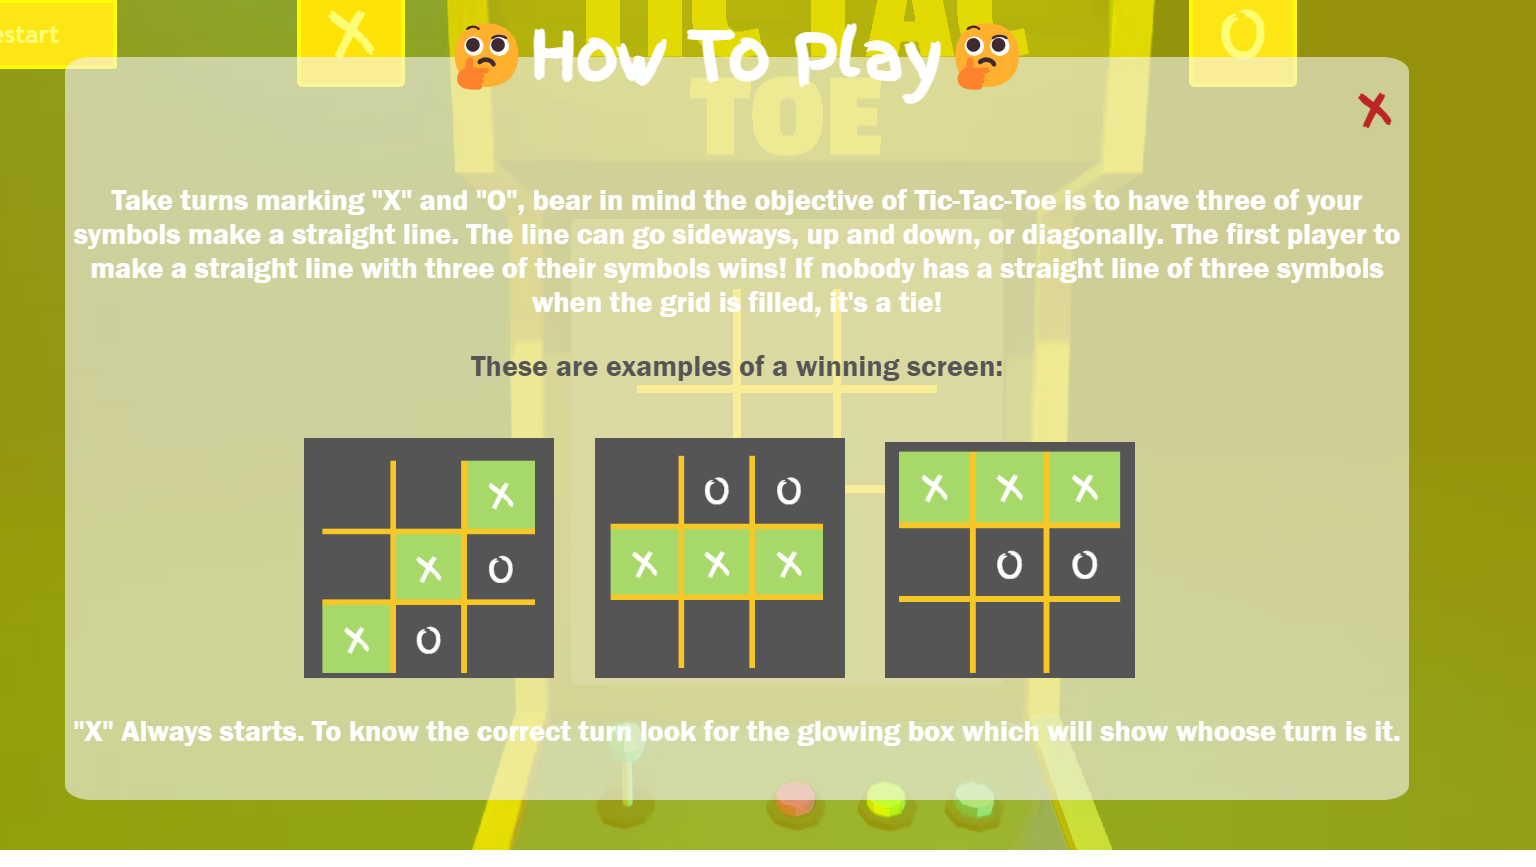 estart
X
TIC TAC
O
How To Play
TOE
X
Take turns marking "X" and "O", bear in mind the objective of Tic-Tac-Toe is to have three of your
symbols make a straight line. The line can go sideways, up and down, or diagonally. The first player to
make a straight line with three of their symbols wins! If nobody has a straight line of three symbols
when the grid is filled, it's a tie!
These are examples of a winning screen:
X
X O
X O
O O
X X X
X X X
O O
"X" Always starts. To know the correct turn look for the glowing box which will show whoose turn is it.